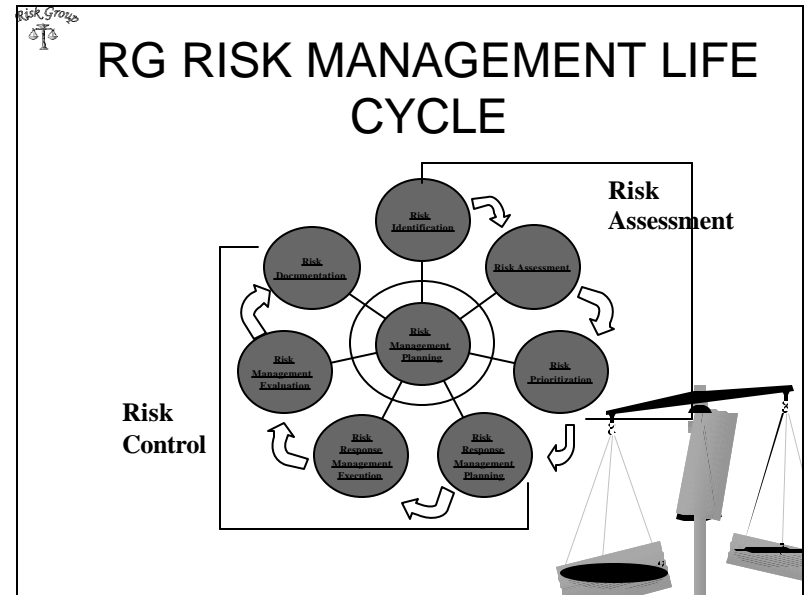 Risk Group
RG RISK MANAGEMENT LIFE
CYCLE
Risk
Assessment
Risk
Identification
Risk Assessment
Risk
Prioritization
Risk
Response
Management
Planning
Risk
Response
Management
Execution
Risk
Management
Evaluation
Risk
Documentation
Risk
Management
Planning
Risk
Control